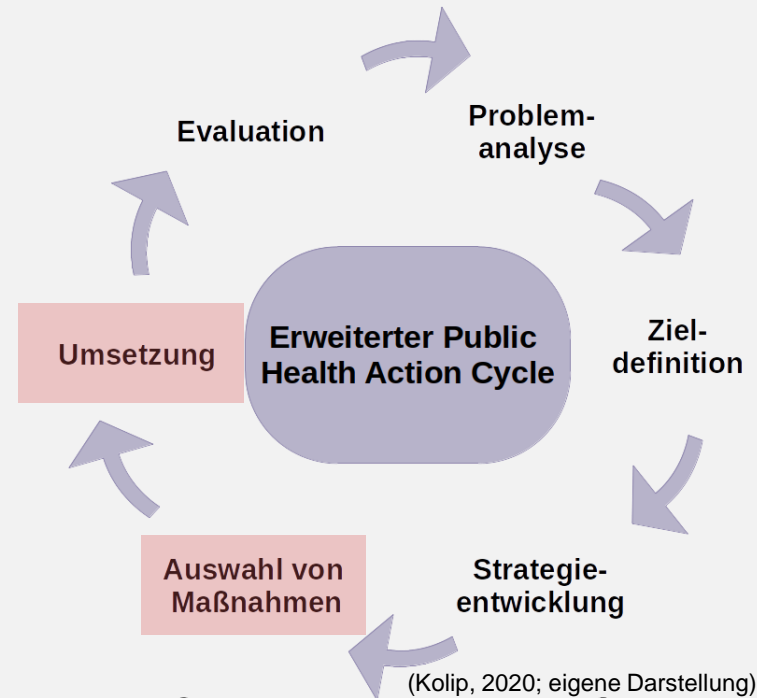 Evaluation
Problem-
analyse
Ziel-
definition
Strategie-
entwicklung
Auswahl von
Maßnahmen
Umsetzung
Erweiterter Public
Health Action Cycle
(Kolip, 2020; eigene Darstellung)